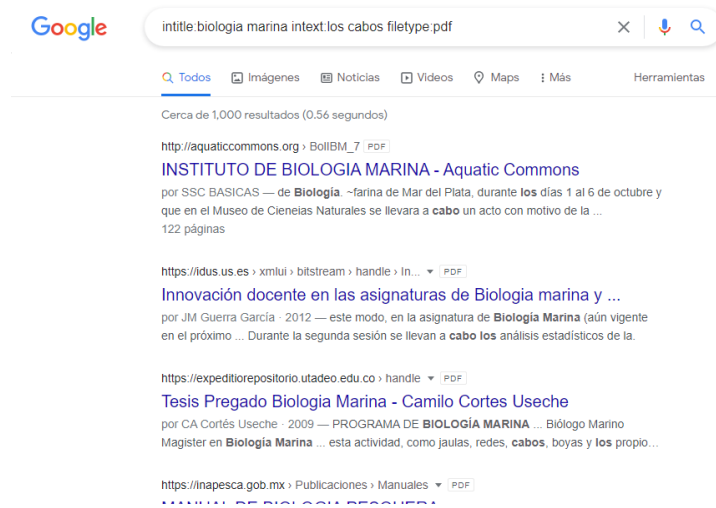 Google
intitle:biologia marina intext:los cabos filetype:pdf
Todos Imágenes Noticias Videos Maps Más Herramientas
Cerca de 1,000 resultados (0.56 segundos)
http://aquaticcommons.org › BolIBM_7 PDF
INSTITUTO DE BIOLOGIA MARINA - Aquatic Commons
por SSC BASICAS — de Biología. ~farina de Mar del Plata, durante los días 1 al 6 de octubre y
que en el Museo de Cieneias Naturales se llevara a cabo un acto con motivo de la ...
122 páginas
https://idus.us.es › xmlui › bitstream › handle › In... PDF
Innovación docente en las asignaturas de Biologia marina y ...
por JM Guerra García · 2012 — este modo, en la asignatura de Biología Marina (aún vigente
en el próximo ... Durante la segunda sesión se llevan a cabo los análisis estadísticos de la.
https://expeditiorepositorio.utadeo.edu.co › handle PDF
Tesis Pregado Biologia Marina - Camilo Cortes Useche
por CA Cortés Useche · 2009 — PROGRAMA DE BIOLOGÍA MARINA ... Biólogo Marino
Magister en Biología Marina ... esta actividad, como jaulas, redes, cabos, boyas y los propio...
https://inapesca.gob.mx › Publicaciones › Manuales PDF
MANUAL DE BIOLOGIA PESQUERA